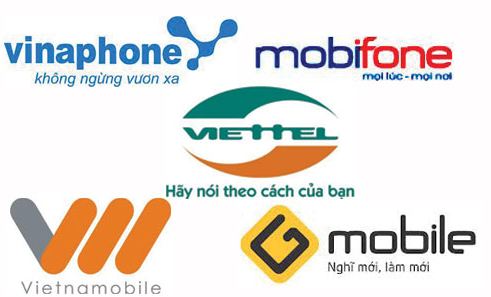 vinaphone
không ngừng vươn xa
mobifone
mọi lúc - mọi nơi
VIETTEL
Hãy nói theo cách của bạn
Vietnamobile
G mobile
Nghĩ mới, làm mới